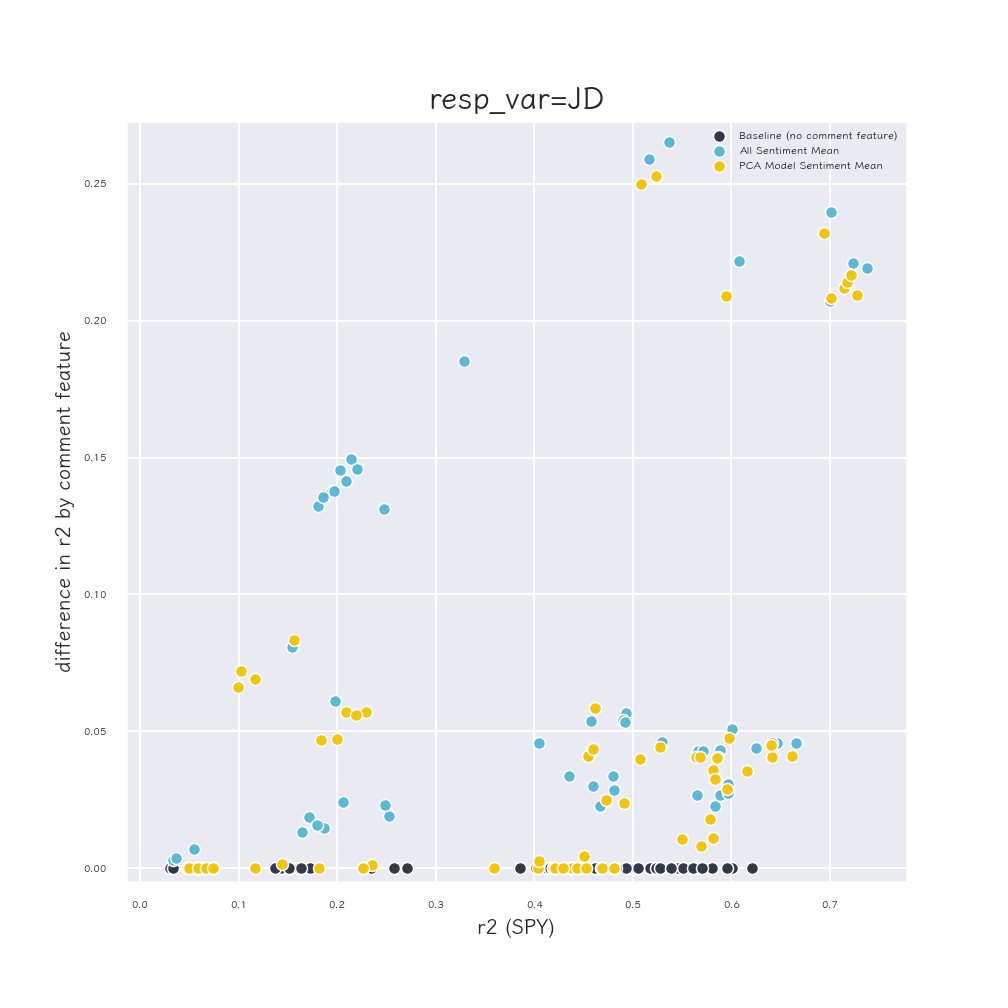 resp_var=JD
Baseline (no comment feature)
All Sentiment Mean
PCA Model Sentiment Mean
difference in r2 by comment feature
0.25
0.20
0.15
0.10
0.05
0.00
0.0 0.1 0.2 0.3 0.4 0.5 0.6 0.7
r2 (SPY)